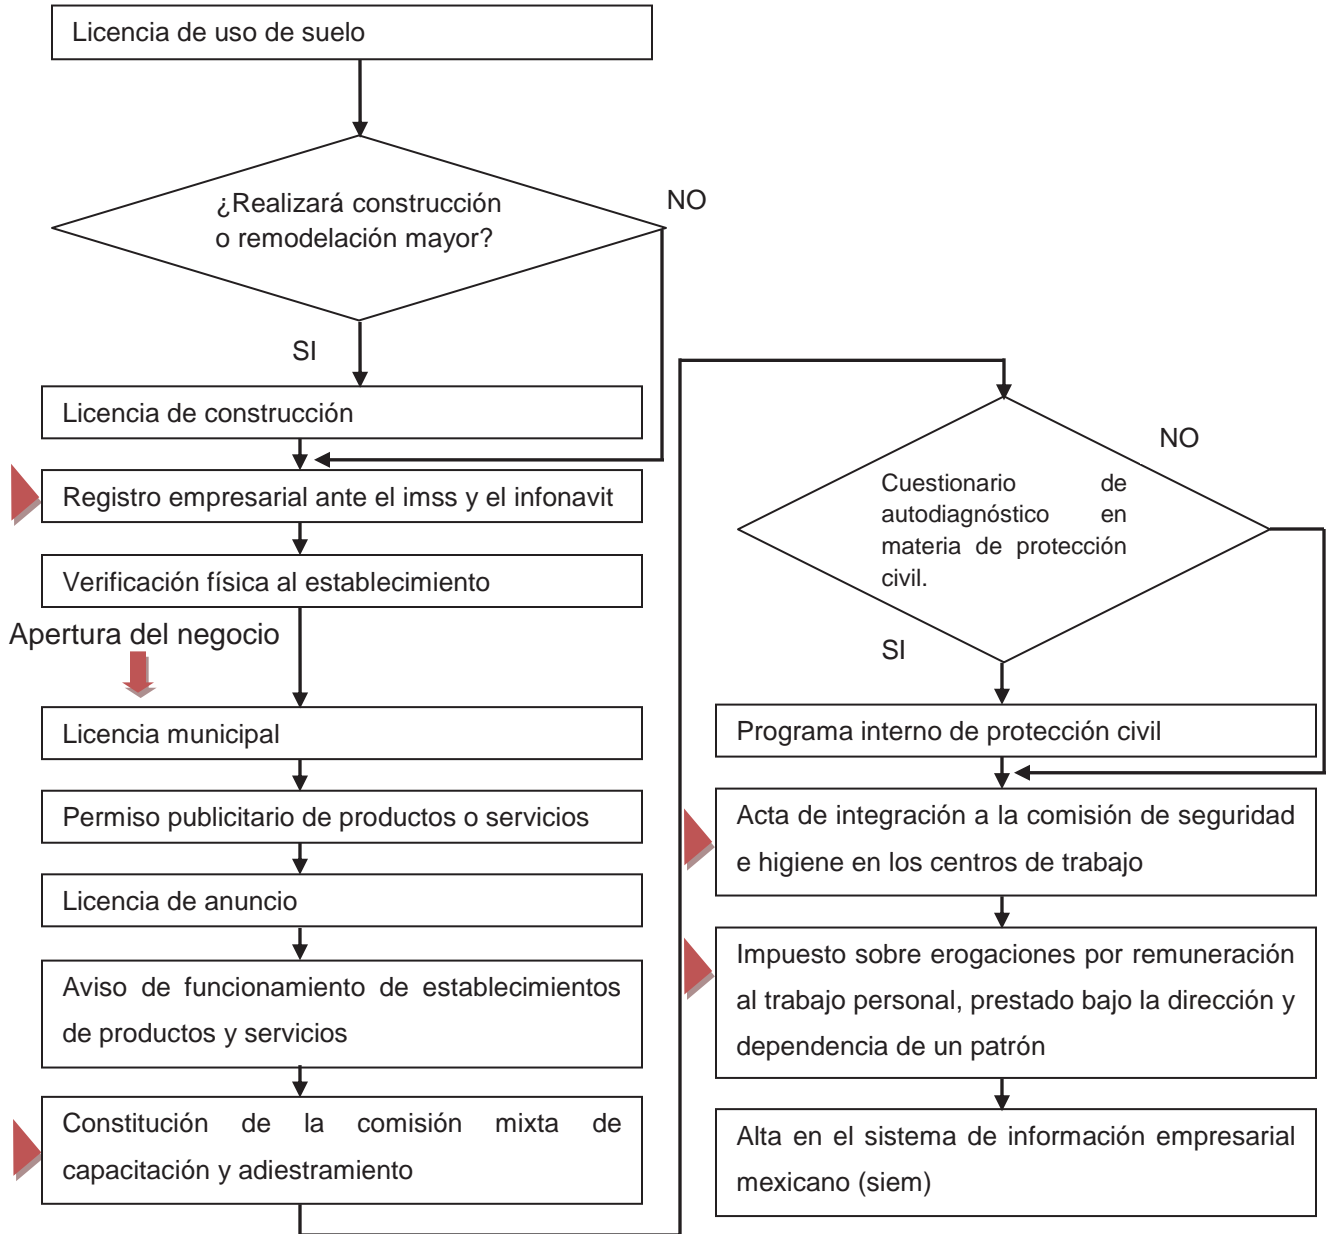 Licencia de uso de suelo
¿Realizará construcción
o remodelación mayor?
NO
SI
Licencia de construcción
Registro empresarial ante el imss y el infonavit
Verificación física al establecimiento
Apertura del negocio
Licencia municipal
Permiso publicitario de productos o servicios
Licencia de anuncio
Aviso de funcionamiento de establecimientos
de productos y servicios
Constitución de la comisión mixta de
capacitación y adiestramiento
NO
Cuestionario de
autodiagnóstico en
materia de protección
civil.
SI
Programa interno de protección civil
Acta de integración a la comisión de seguridad
e higiene en los centros de trabajo
Impuesto sobre erogaciones por remuneración
al trabajo personal, prestado bajo la dirección y
dependencia de un patrón
Alta en el sistema de información empresarial
mexicano (siem)